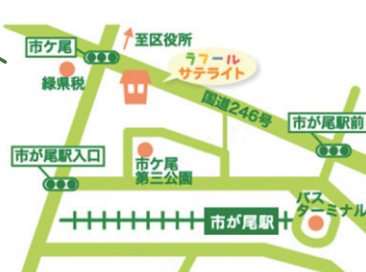 至区役所
市ケ尾
ラフール
サテライト
緑県税
国道246号
市が尾駅前
市が尾駅入口
市ケ尾
第三公園
バス
ターミナル
市が尾駅